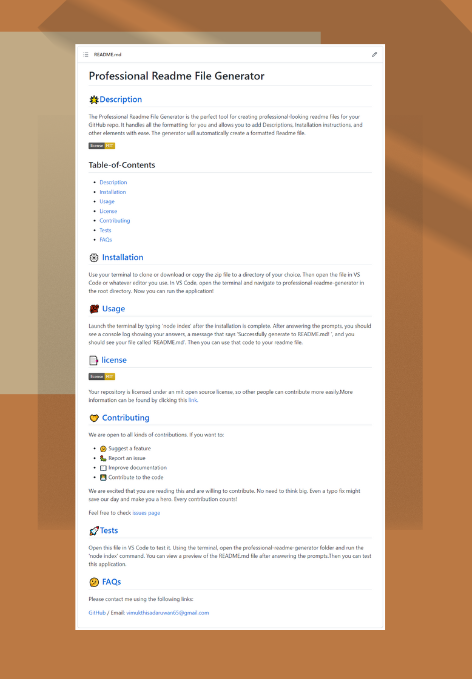 README.md
Professional Readme File Generator
Description
The Professional Readme File Generator is the perfect tool for creating professional-looking readme files for your
GitHub repo. It handles all the formatting for you and allows you to add Descriptions, Installation instructions, and
other elements with ease. The generator will automatically create a formatted Readme file.
license MIT
Table-of-Contents
• Description
• Installation
• Usage
• License
• Contributing
• Tests
• FAQs
Installation
Use your terminal to clone or download or copy the zip file to a directory of your choice. Then open the file in VS
Code or whatever editor you use. In VS Code, open the terminal and navigate to professional-readme-generator in
the root directory. Now you can run the application!
Usage
Launch the terminal by typing 'node index' after the installation is complete. After answering the prompts, you should
see a console log showing your answers, a message that says 'Successfully generate to README.md! ', and you
should see your file called 'README.md'. Then you can use that code to your readme file.
license
license MIT
Your repository is licensed under an mit open source license, so other people can contribute more easily.More
information can be found by clicking this link.
Contributing
We are open to all kinds of contributions. If you want to:
• Suggest a feature
• Report an issue
• Improve documentation
• Contribute to the code
We are excited that you are reading this and are willing to contribute. No need to think big. Even a typo fix might
save our day and make you a hero. Every contribution counts!
Feel free to check issues page
Tests
Open this file in VS Code to test it. Using the terminal, open the professional-readme-generator folder and run the
'node index' command. You can view a preview of the README.md file after answering the prompts.Then you can test
this application.
FAQs
Please contact me using the following links:
GitHub / Email: vimukthisadaruwan65@gmail.com